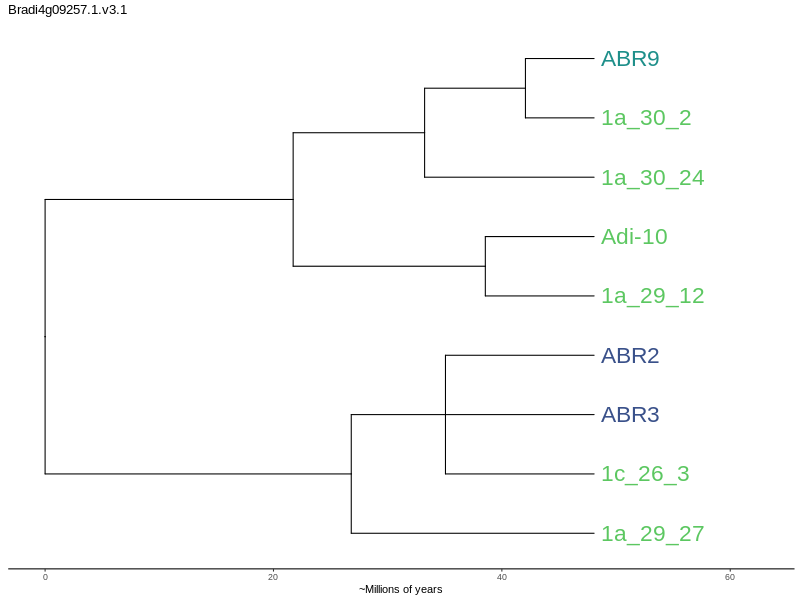 Bradi4g09257.1.v3.1
ABR9
1a_30_2
1a_30_24
Adi-10
1a_29_12
ABR2
ABR3
1c_26_3
1a_29_27
0 20 40 60
~Millions of years